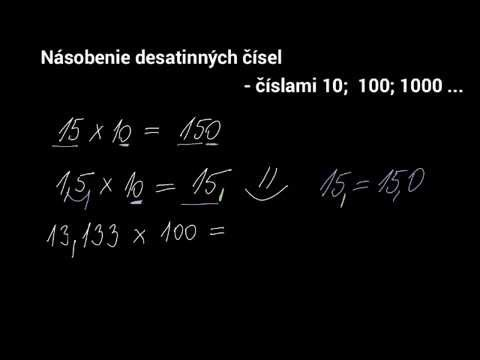 Násobenie desatinných čísel
- číslami 10; 100; 1000 ...
15 x 10 = 150
1,5 x 10 = 15, 15, = 15,0
13,133 x 100 =